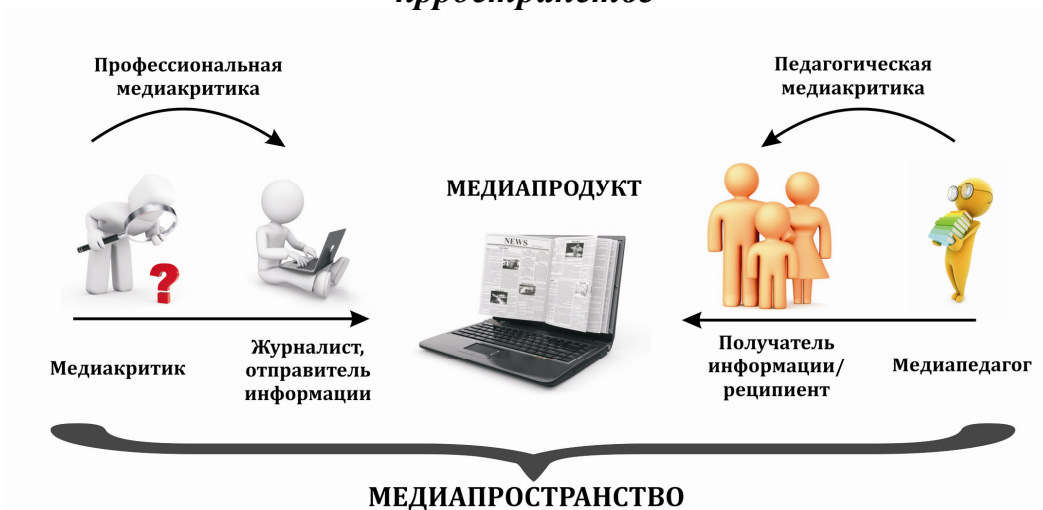 Профессиональная
медиакритика
Педагогическая
медиакритика
МЕДИАПРОДУКТ
NEWS
Медиакритик
Журналист,
отправитель
информации
Получатель
информации/
реципиент
Медиапедагог
МЕДИАПРОСТРАНСТВО